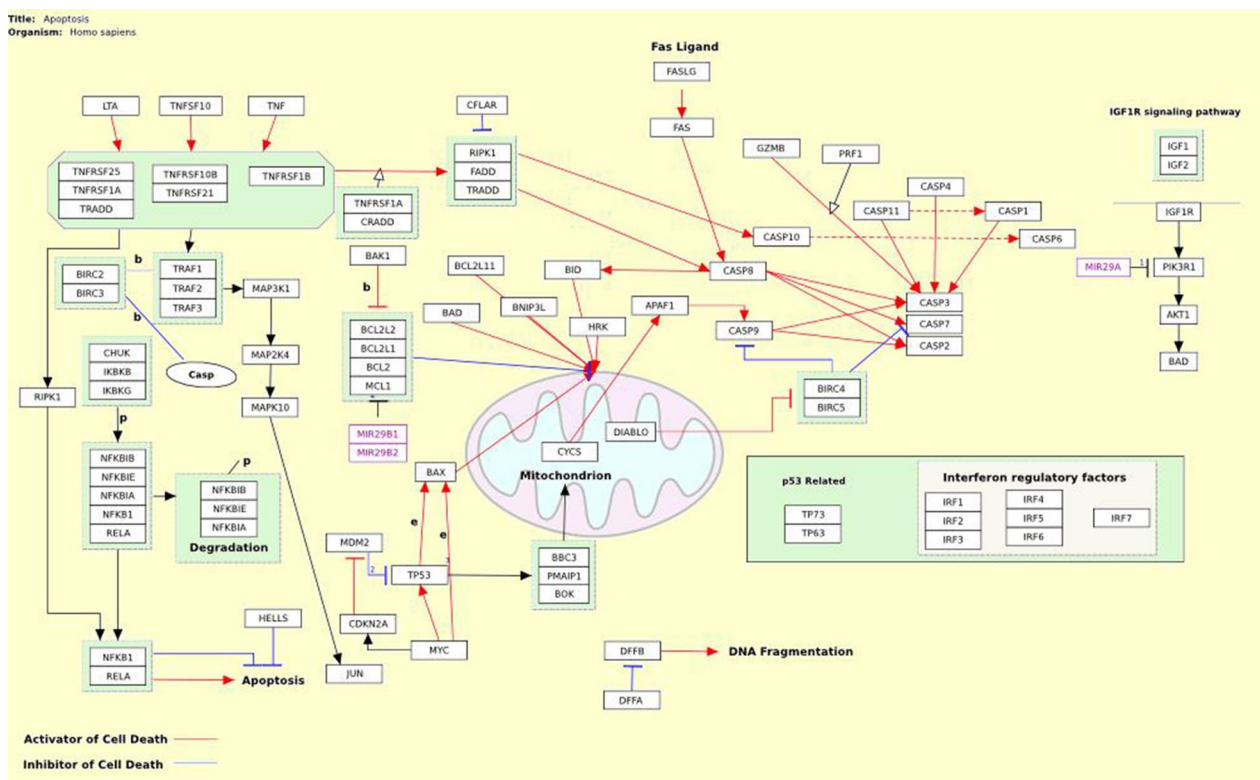 Title: Apoptosis
Organism: Homo sapiens
Fas Ligand
FASLG
LTA
TNFSF10
TNF
CFLAR
FAS
IGF1R signaling pathway
IGF1
IGF2
TNFRSF25
TNFRSF1A
TRADD
TNFRSF10B
TNFRSF21
TNFRSF1B
RIPK1
FADD
TRADD
GZMB
PRF1
TNFRSF1A
CRADD
CASP4
CASP11
CASP1
IGF1R
CASP10
CASP6
BIRC2
BIRC3
b
b
TRAF1
TRAF2
TRAF3
MAP3K1
BAK1
b
BCL2L11
BID
CASP8
MIR29A
1
PIK3R1
BAD
BNIP3L
HRK
APAF1
CASP9
CASP3
CASP7
CASP2
AKT1
BAD
BCL2L2
BCL2L1
BCL2
MCL1
CHUK
IKBKB
IKBKG
Casp
MAP2K4
MAPK10
RIPK1
p
BIRC4
BIRC5
MIR29B1
MIR29B2
DIABLO
CYCS
Mitochondrion
NFKBIB
NFKBIE
NFKBIA
NFKB1
RELA
p
NFKBIB
NFKBIE
NFKBIA
Degradation
BAX
e
e
p53 Related
TP73
TP63
Interferon regulatory factors
IRF1
IRF2
IRF3
IRF4
IRF5
IRF6
IRF7
MDM2
2
TP53
BBC3
PMAIP1
BOK
CDKN2A
MYC
HELLS
NFKB1
RELA
Apoptosis
JUN
DFFB
DNA Fragmentation
DFFA
Activator of Cell Death
Inhibitor of Cell Death